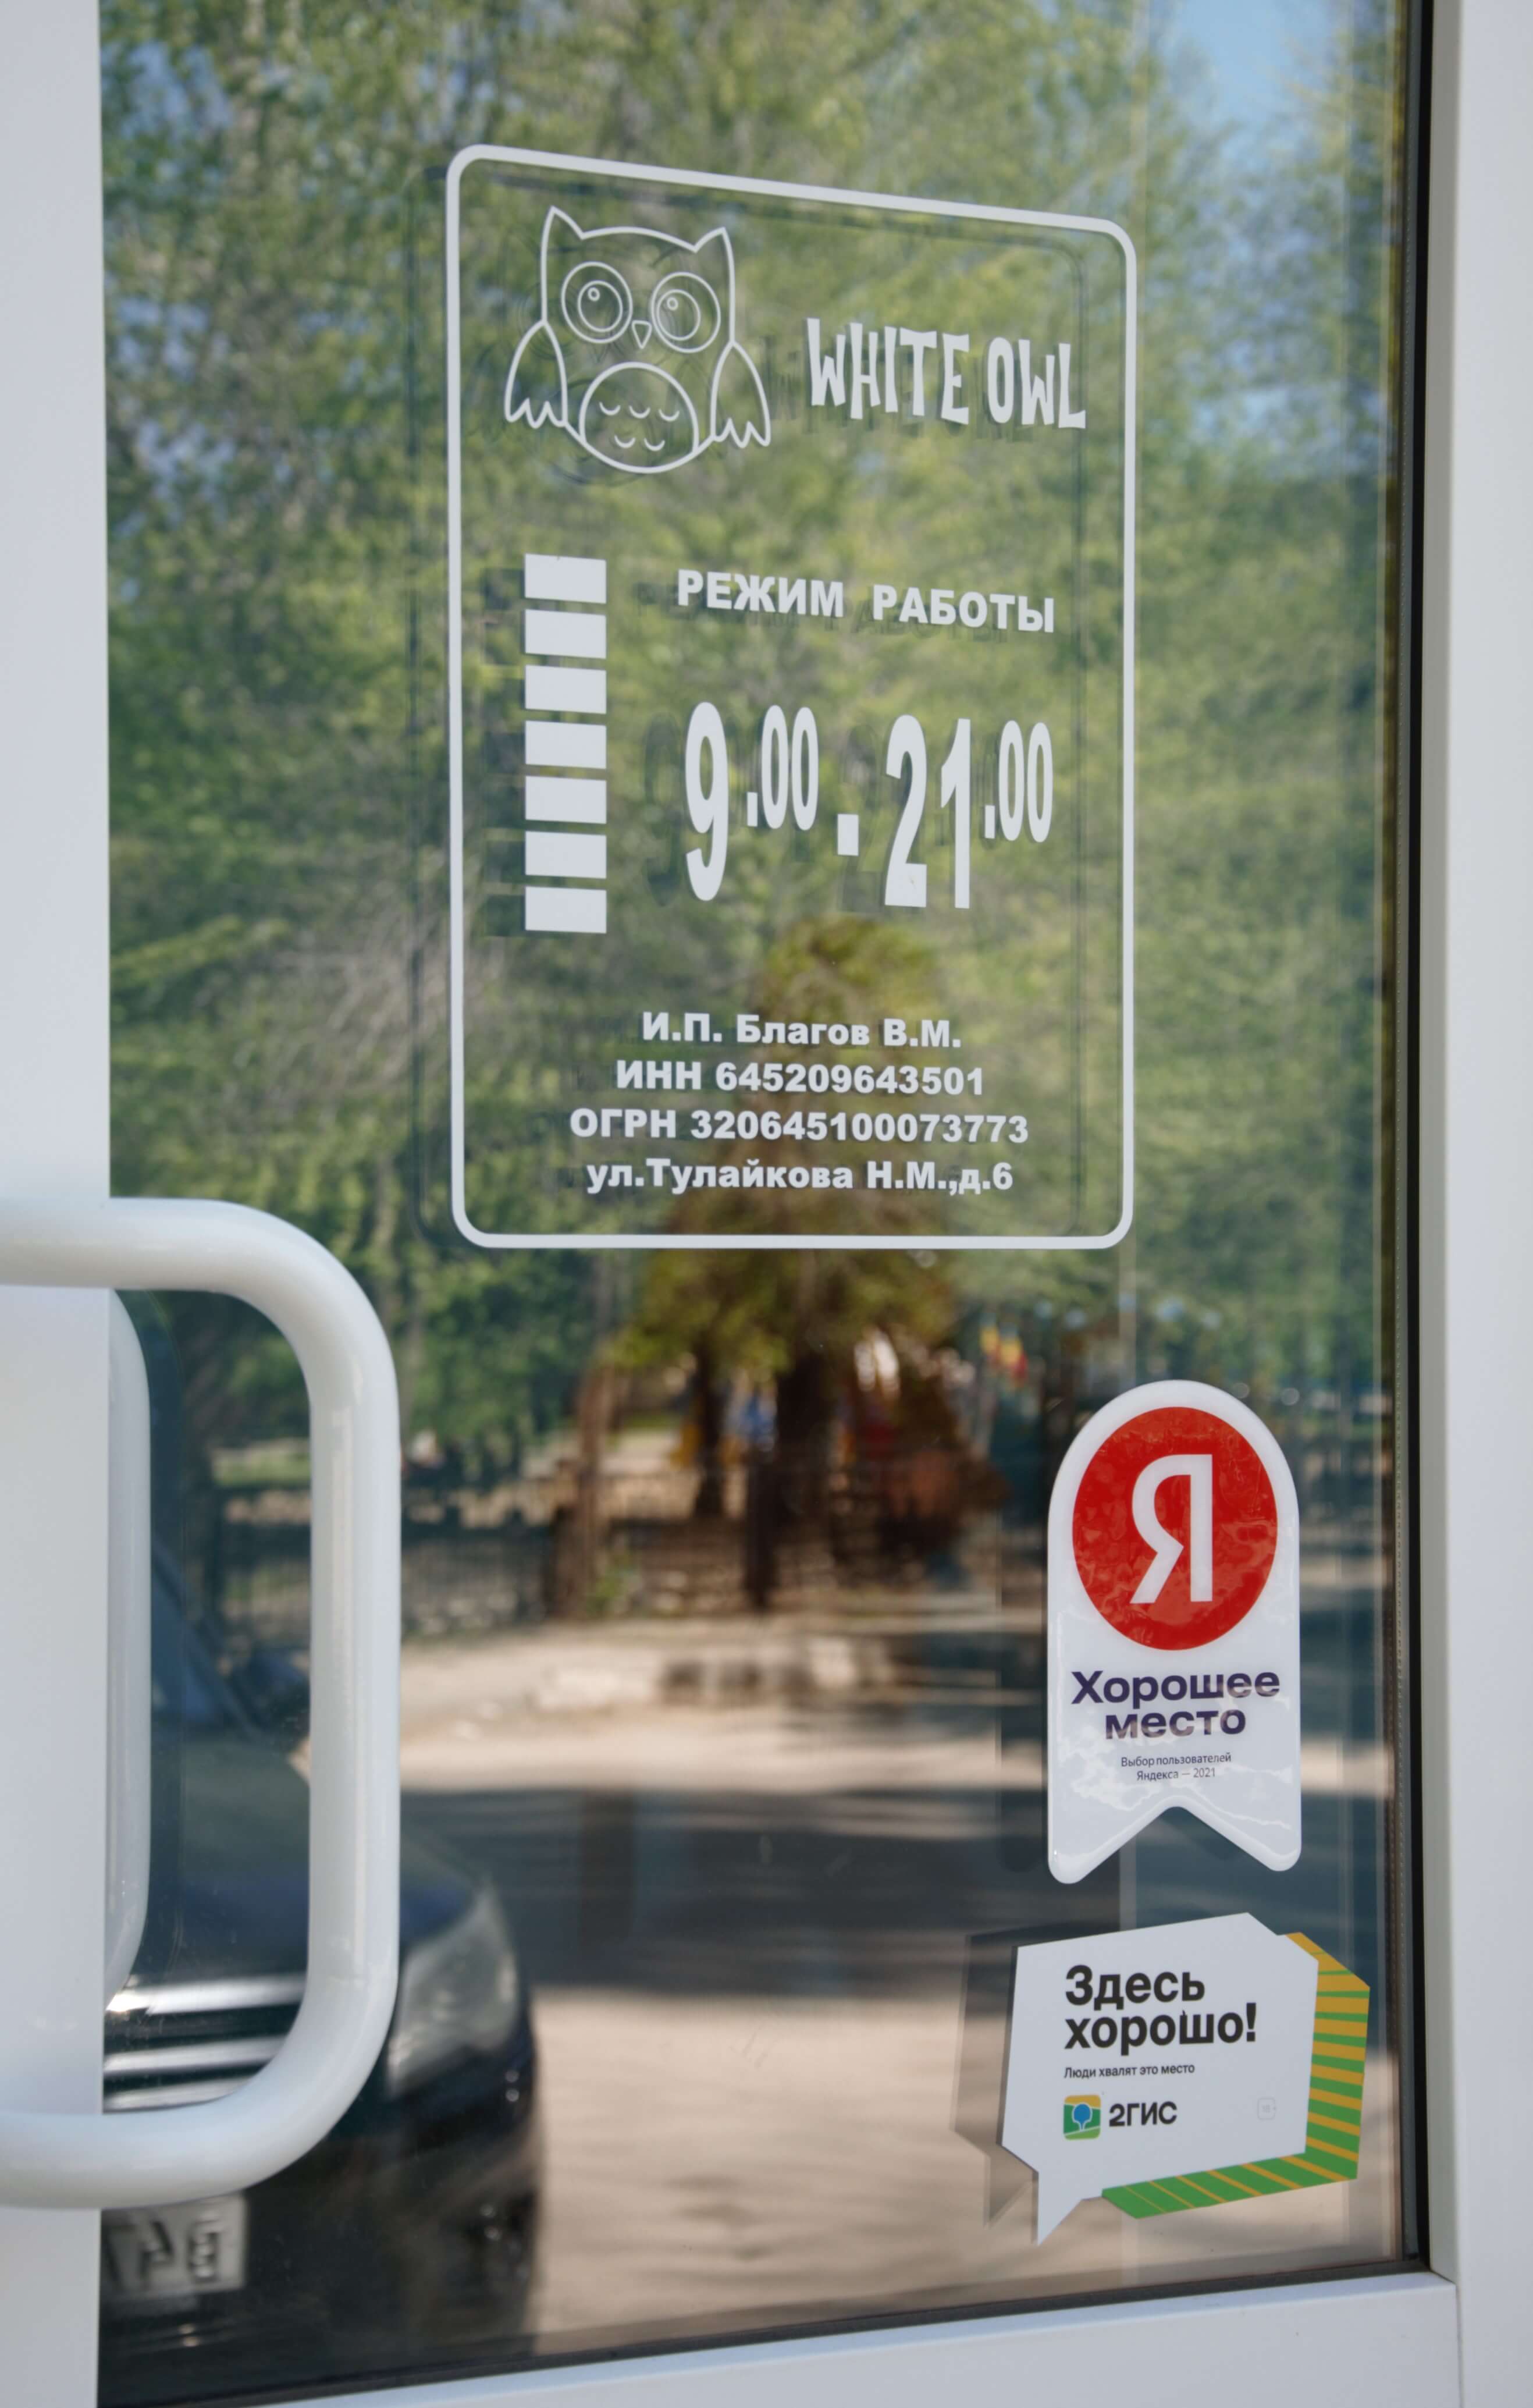 WHITE OWL
РЕЖИМ РАБОТЫ
9.00 - 21.00
И.П. Благов В.М.
ИНН 645209643501
ОГРН 320645100073773
ул.Тулайкова Н.М.,д.6
Я
Хорошее
место
Выбор пользователей
Яндекса — 2021
Здесь
хорошо!
Люди хвалят это место
2ГИС